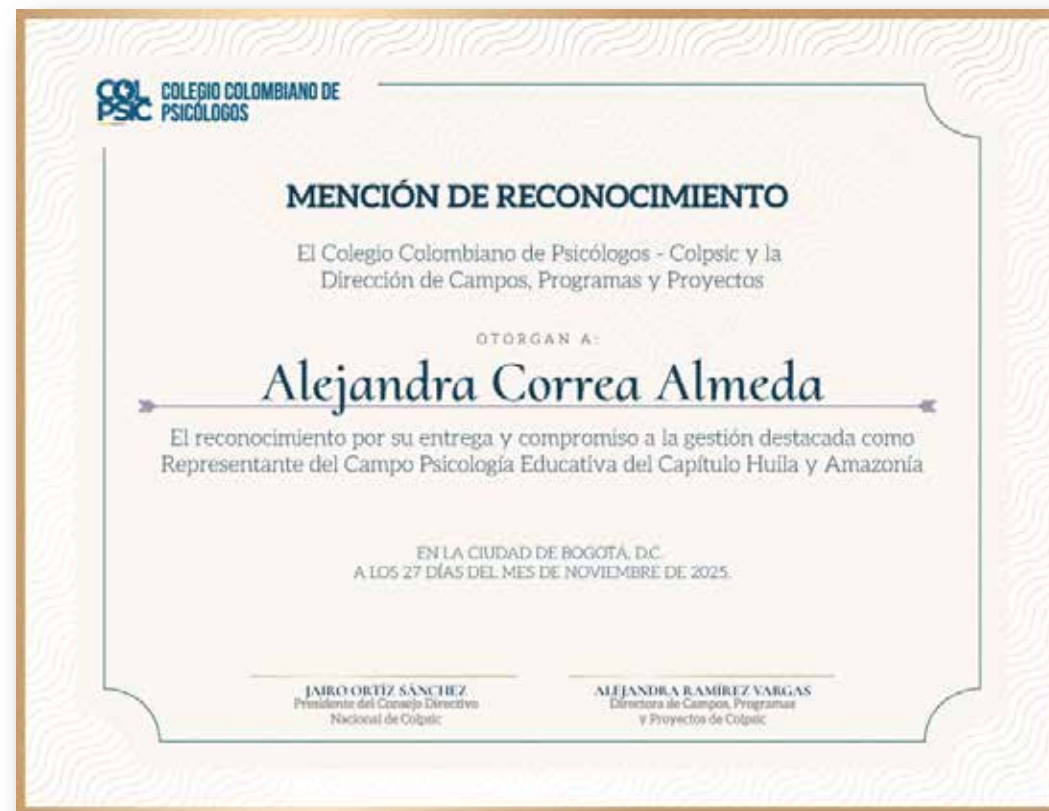 COLPSIC COLEGIO COLOMBIANO DE
PSICÓLOGOS
MENCIÓN DE RECONOCIMIENTO
El Colegio Colombiano de Psicólogos - Colpsic y la
Dirección de Campos, Programas y Proyectos
OTORGAN A:
Alejandra Correa Almeda
El reconocimiento por su entrega y compromiso a la gestión destacada como
Representante del Campo Psicología Educativa del Capítulo Huila y Amazonía
EN LA CIUDAD DE BOGOTÁ, D.C.
A LOS 27 DÍAS DEL MES DE NOVIEMBRE DE 2025.
JAIRO ORTÍZ SÁNCHEZ
Presidente del Consejo Directivo
Nacional de Colpsic
ALEJANDRA RAMÍREZ VARGAS
Directora de Campos, Programas
y Proyectos de Colpsic